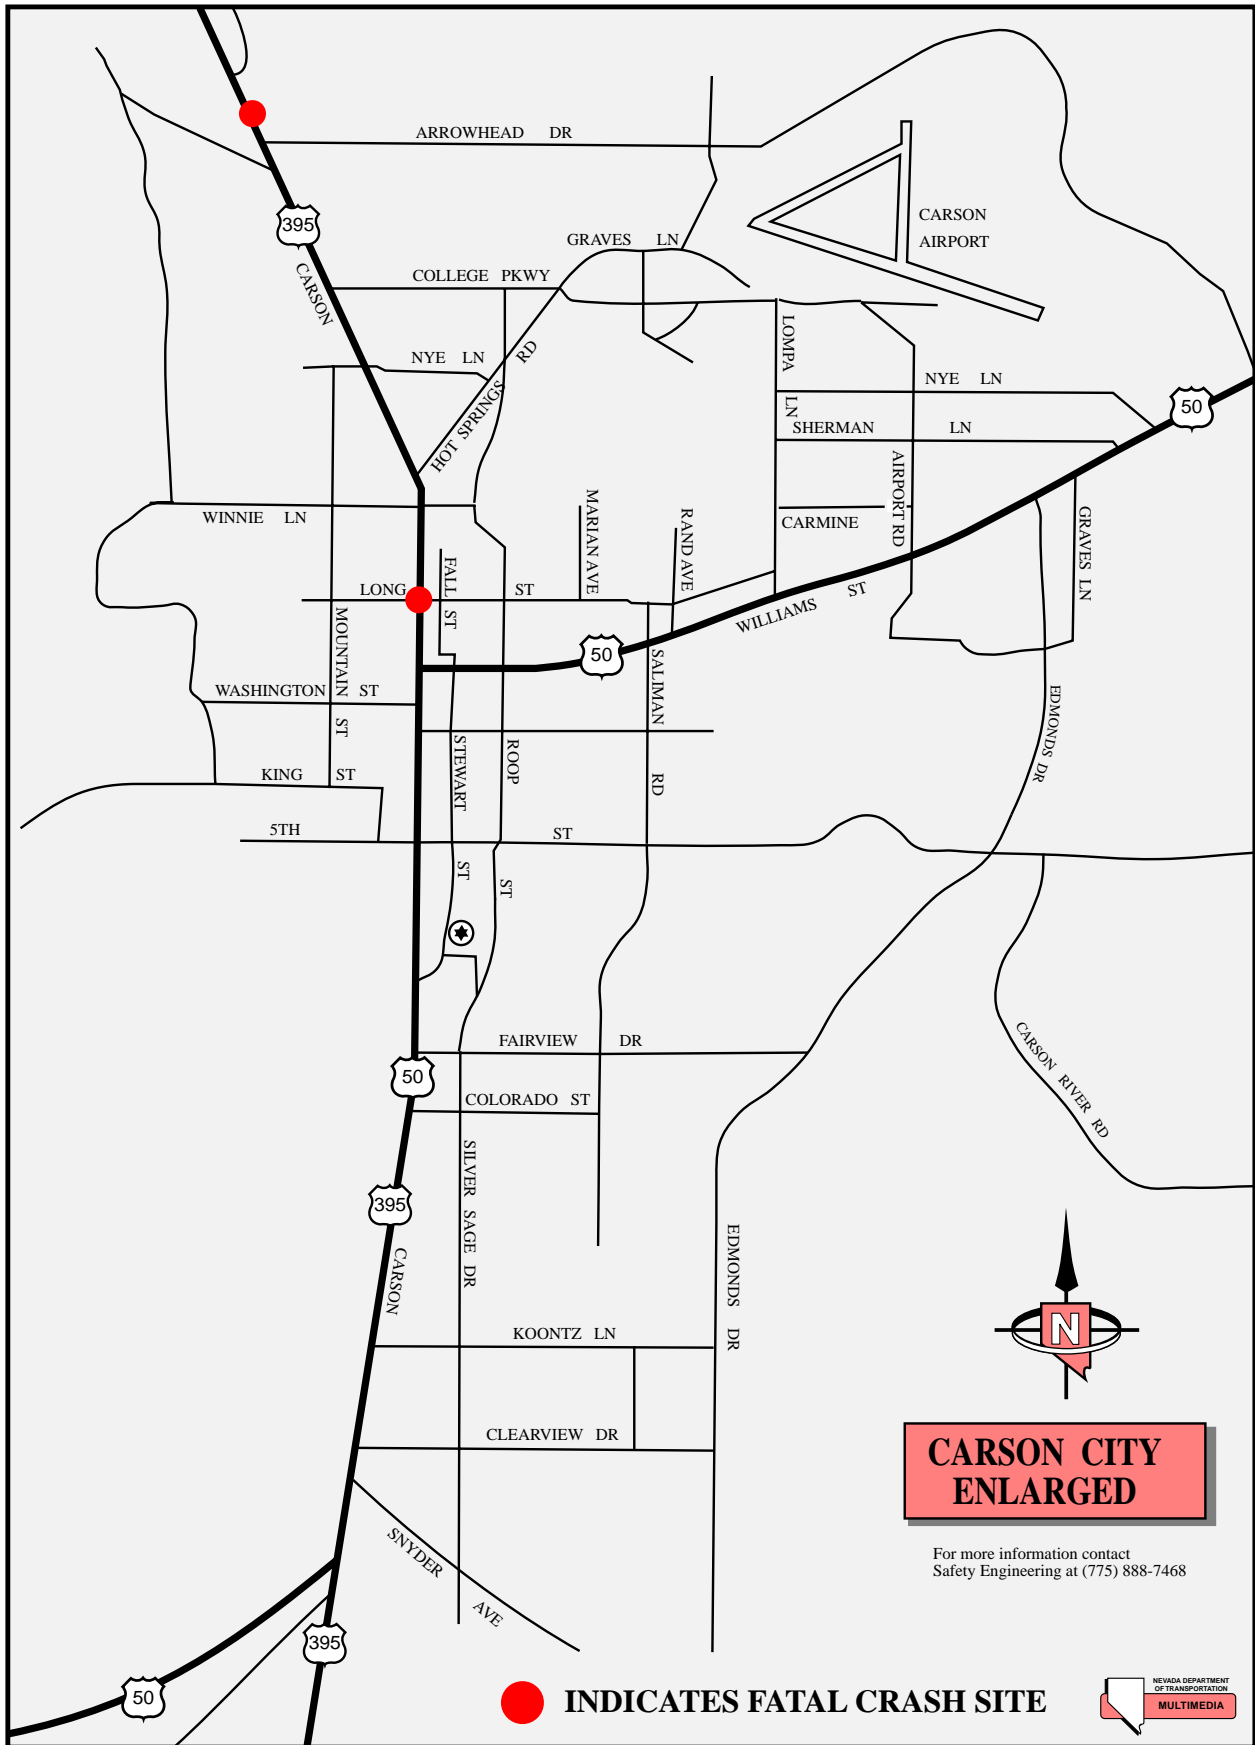 ARROWHEAD DR
395
CARSON
CARSON
AIRPORT
GRAVES LN
COLLEGE PKWY
NYE LN
HOT SPRINGS RD
LOMPA LN
NYE LN
50
SHERMAN LN
AIRPORT RD
CARMINE
WINNIE LN
MARIAN AVE
RAND AVE
GRAVES LN
LONG ST
FALL ST
MOUNTAIN ST
WILLIAMS ST
50
SALIMAN RD
WASHINGTON ST
EDMONDS DR
STEWART ST
ROOP ST
KING ST
5TH ST
FAIRVIEW DR
50
COLORADO ST
CARSON RIVER RD
SILVER SAGE DR
395
CARSON
EDMONDS DR
KOONTZ LN
N
CLEARVIEW DR
CARSON CITY
ENLARGED
SNYDER AVE
For more information contact
Safety Engineering at (775) 888-7468
395
50
INDICATES FATAL CRASH SITE
NEVADA DEPARTMENT
OF TRANSPORTATION
MULTIMEDIA